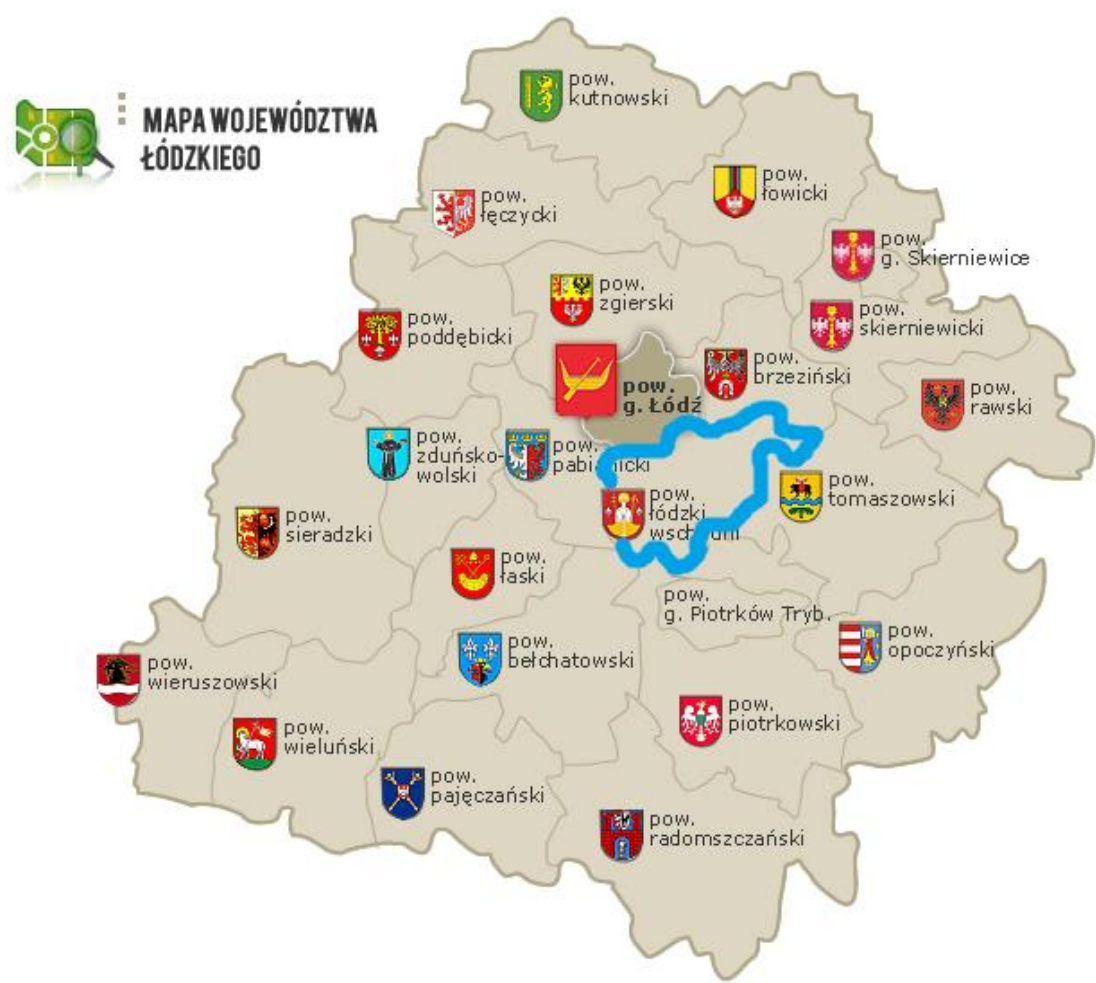 MAPA WOJEWÓDZTWA
ŁÓDZKIEGO
pow.
kutnowski
pow.
łęczycki
pow.
łowicki
pow.
g. Skierniewice
pow.
zgierski
pow.
skierniewicki
pow.
poddębicki
pow.
g. Łódź
pow.
brzeziński
pow.
rawski
pow.
zduńsko-
wolski
pow.
pabianicki
pow.
łódzki
wschodni
pow.
tomaszowski
pow.
sieradzki
pow.
łaski
pow.
g. Piotrków Tryb.
pow.
bełchatowski
pow.
opoczyński
pow.
wieruszowski
pow.
piotrkowski
pow.
wieluński
pow.
pajęczański
pow.
radomszczański